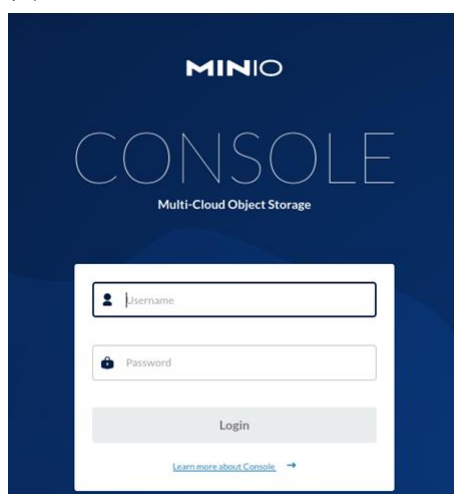 MINIO
CONSOLE
Multi-Cloud Object Storage
Username
Password
Login
Learn more about Console →